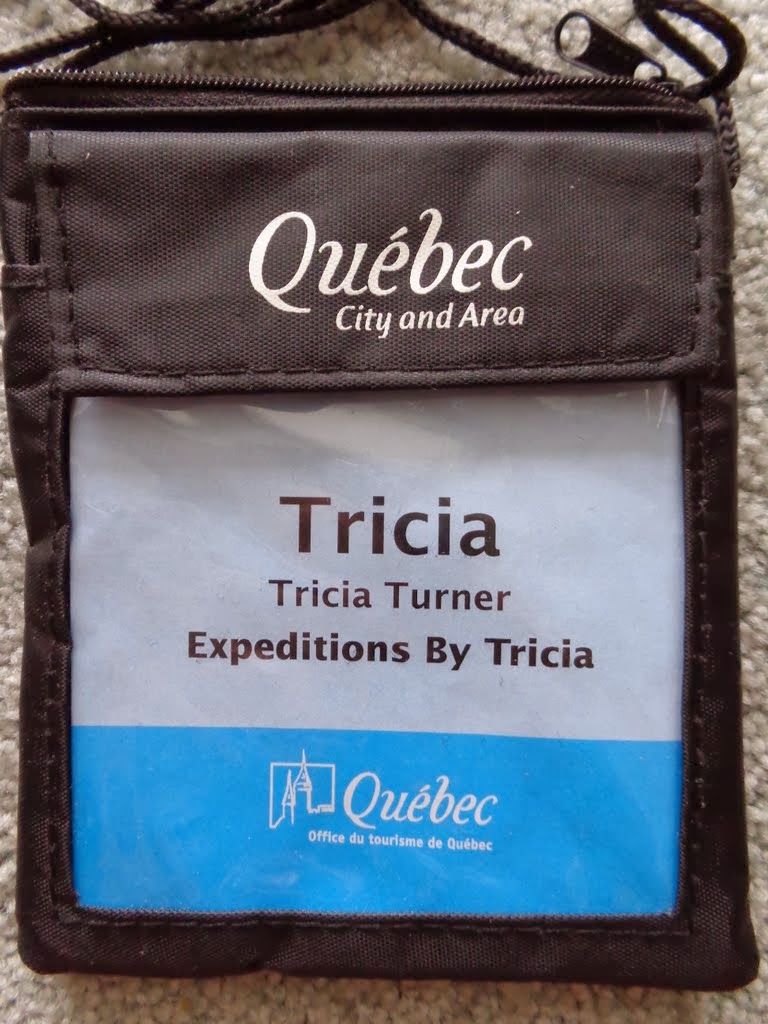 Québec
City and Area
Tricia
Tricia Turner
Expeditions By Tricia
Québec
Office du tourisme de Québec